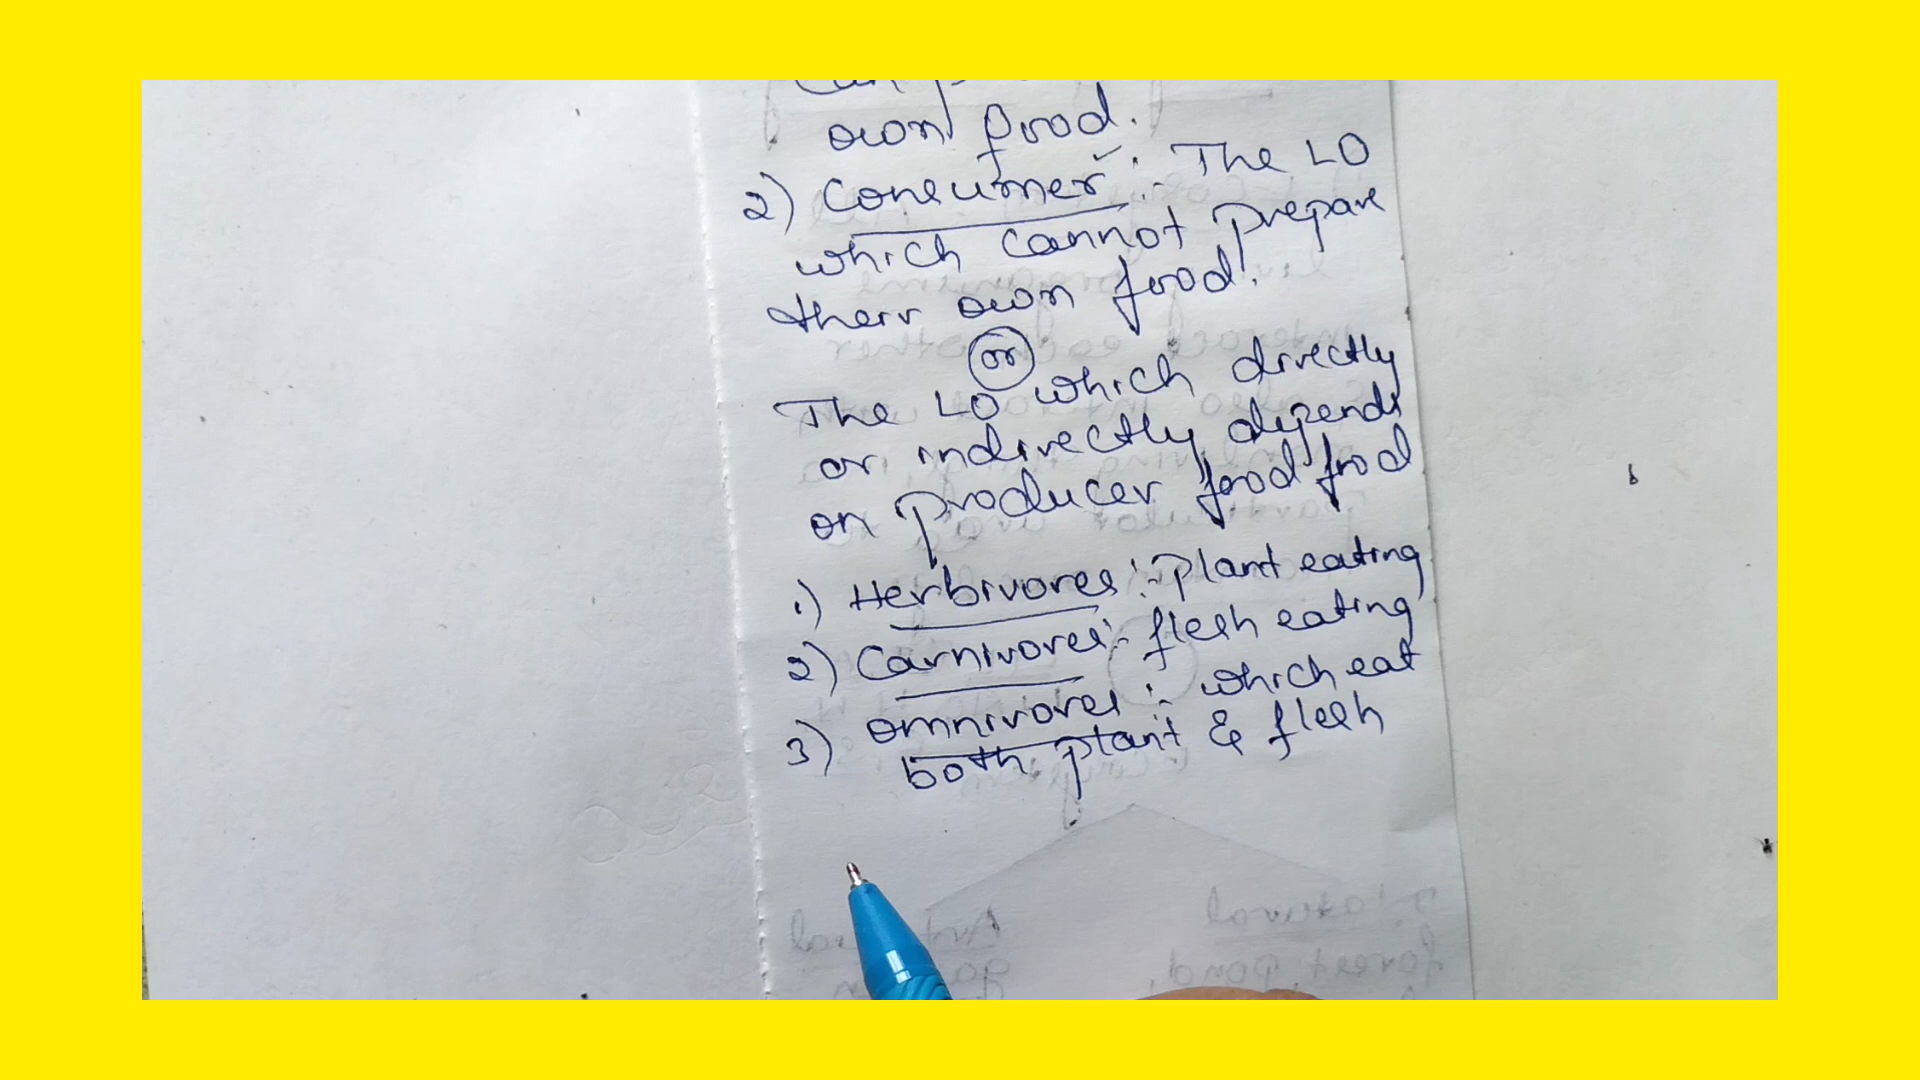 own food.
2) Consumer :- The LO
which cannot prepare
their own food.
or
The LO which directly
or indirectly depends
on producer food food
1) Herbivores :- Plant eating
2) Carnivores :- flesh eating
3) Omnivores :- which eat
both plant & flesh